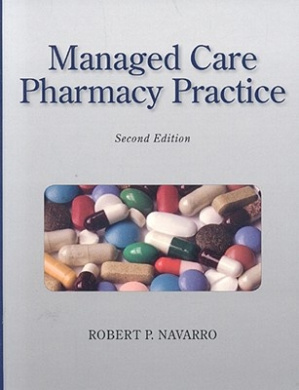 Managed Care
Pharmacy Practice
Second Edition
ROBERT P. NAVARRO